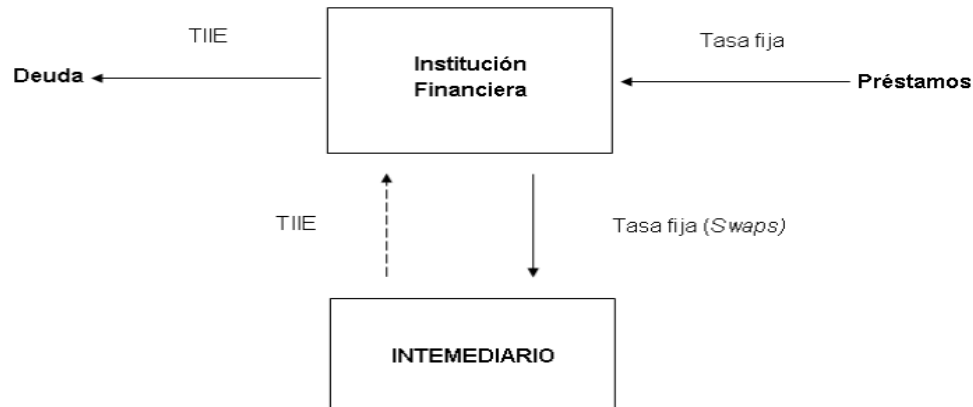 TIIE
Tasa fija
Deuda
Institución
Financiera
Préstamos
TIIE
Tasa fija (Swaps)
INTEMEDIARIO